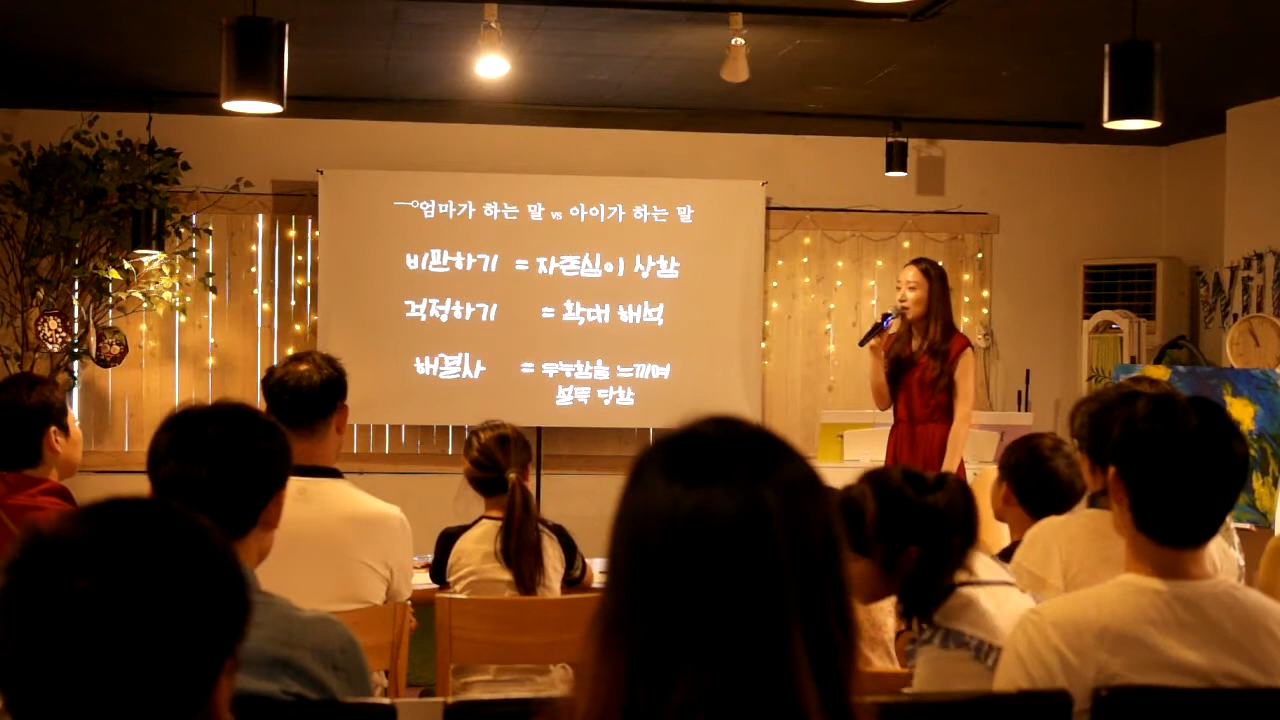 엄마가 하는 말 vs 아이가 하는 말
비판하기 = 자존심이 상함
걱정하기 = 확대 해석
해결사 = 무능함을 느끼며
설득 당함